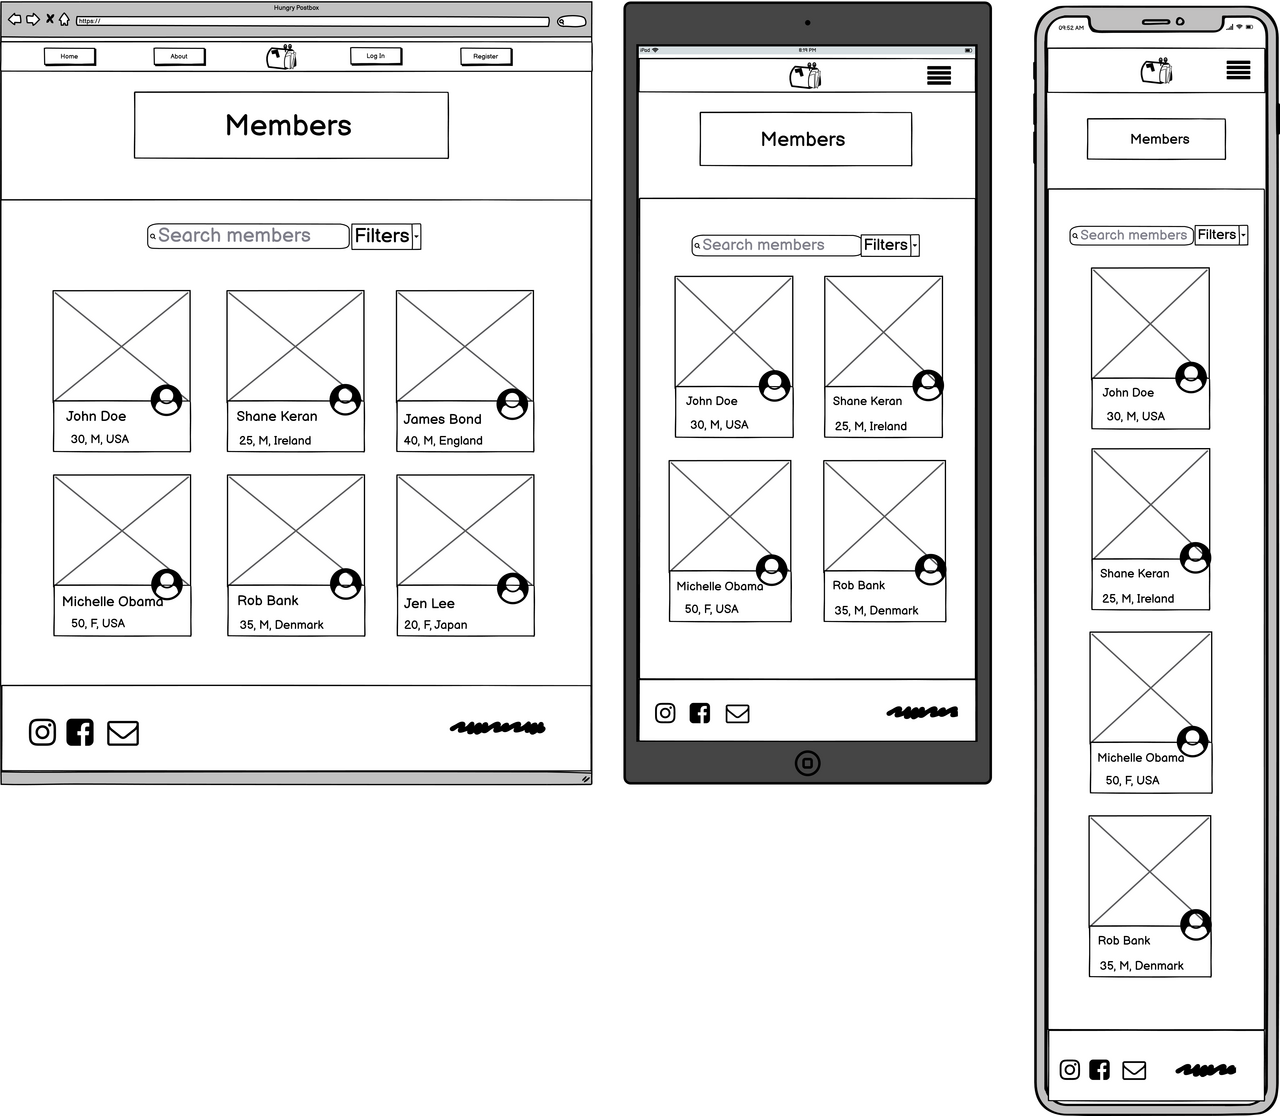 Hungry Postbox
https://
Home
About
Log In
Register
Members
Search members
Filters
John Doe
30, M, USA
Shane Keran
25, M, Ireland
James Bond
40, M, England
Michelle Obama
50, F, USA
Rob Bank
35, M, Denmark
Jen Lee
20, F, Japan
iPad
8:19 PM
Members
Search members
Filters
John Doe
30, M, USA
Shane Keran
25, M, Ireland
Michelle Obama
50, F, USA
Rob Bank
35, M, Denmark
09:52 AM
Members
Search members
Filters
John Doe
30, M, USA
Shane Keran
25, M, Ireland
Michelle Obama
50, F, USA
Rob Bank
35, M, Denmark